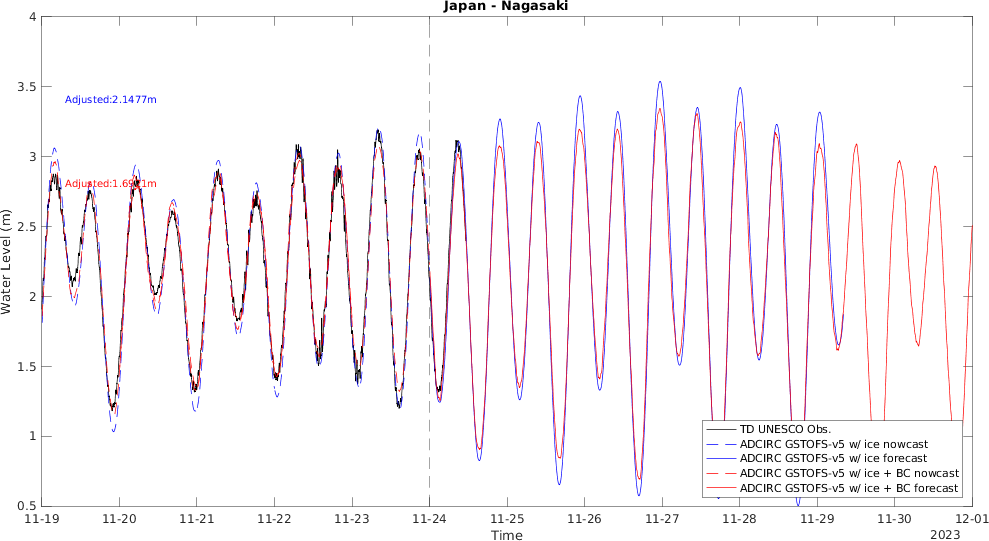 Japan - Nagasaki
4
3.5
3
2.5
2
1.5
1
0.5
Water Level (m)
Adjusted:2.1477m
TD UNESCO Obs.
ADCIRC GSTOFS-v5 w/ ice nowcast
ADCIRC GSTOFS-v5 w/ ice forecast
ADCIRC GSTOFS-v5 w/ ice + BC nowcast
ADCIRC GSTOFS-v5 w/ ice + BC forecast
11-19 11-20 11-21 11-22 11-23 11-24 11-25 11-26 11-27 11-28 11-29 11-30 12-01
Time
2023